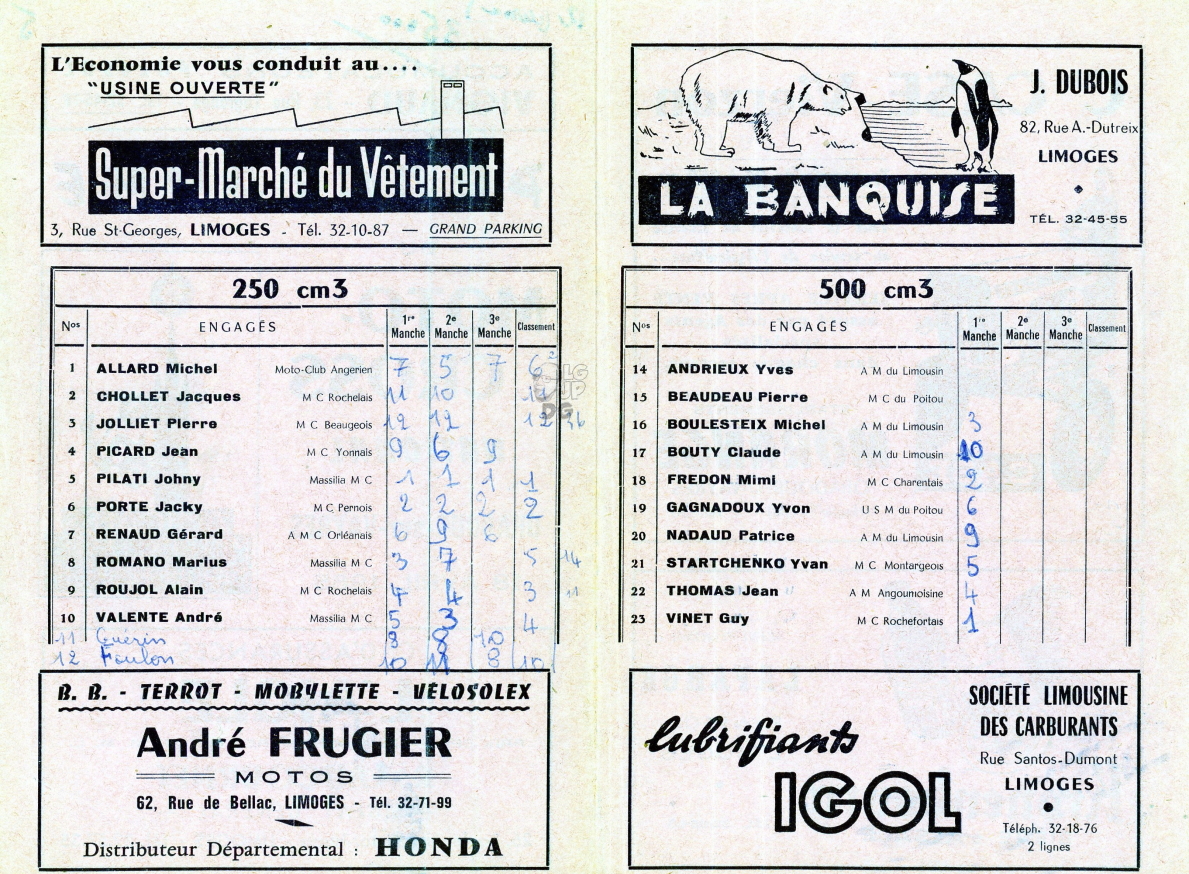 L'Economie vous conduit au....
"USINE OUVERTE"
Super-Marché du Vêtement
3, Rue St-Georges, LIMOGES - Tél. 32-10-87 — GRAND PARKING
250 cm3
Nos ENGAGÉS 1re Manche 2e Manche 3e Manche Classement
1 ALLARD Michel Moto-Club Angerien 7 5 7 6
2 CHOLLET Jacques M C Rochelais 11 10
3 JOLLIET Pierre M C Beaugeois 12 12 12
4 PICARD Jean M C Yonnais 9 6 9
5 PILATI Johny Massilia M C 1 1 1 1
6 PORTE Jacky M C Pernois 2 2 2 2
7 RENAUD Gérard A M C Orléanais 6 9 6
8 ROMANO Marius Massilia M C 3 7 5 14
9 ROUJOL Alain M C Rochelais 4 4 3 11
10 VALENTE André Massilia M C 5 3 4
11 Guérin 8 8 10
12 Foulon 10 11 8 10
B. B. - TERROT - MOBYLETTE - VÉLOSOLEX
André FRUGIER
MOTOS
62, Rue de Bellac, LIMOGES - Tél. 32-71-99
Distributeur Départemental : HONDA
J. DUBOIS
82, Rue A.-Dutreix
LIMOGES
LA BANQUISE
TÉL. 32-45-55
500 cm3
Nos ENGAGÉS 1re Manche 2e Manche 3e Manche Classement
14 ANDRIEUX Yves A M du Limousin
15 BEAUDEAU Pierre M C du Poitou
16 BOULESTEIX Michel A M du Limousin 3
17 BOUTY Claude A M du Limousin 10
18 FREDON Mimi M C Charentais 2
19 GAGNADOUX Yvon U S M du Poitou 6
20 NADAUD Patrice A M du Limousin 9
21 STARTCHENKO Yvan M C Montargeois 5
22 THOMAS Jean A M Angoumoisine 4
23 VINET Guy M C Rochefortais 1
lubrifiants
IGOL
SOCIÉTÉ LIMOUSINE
DES CARBURANTS
Rue Santos-Dumont
LIMOGES
Téléph. 32-18-76
2 lignes